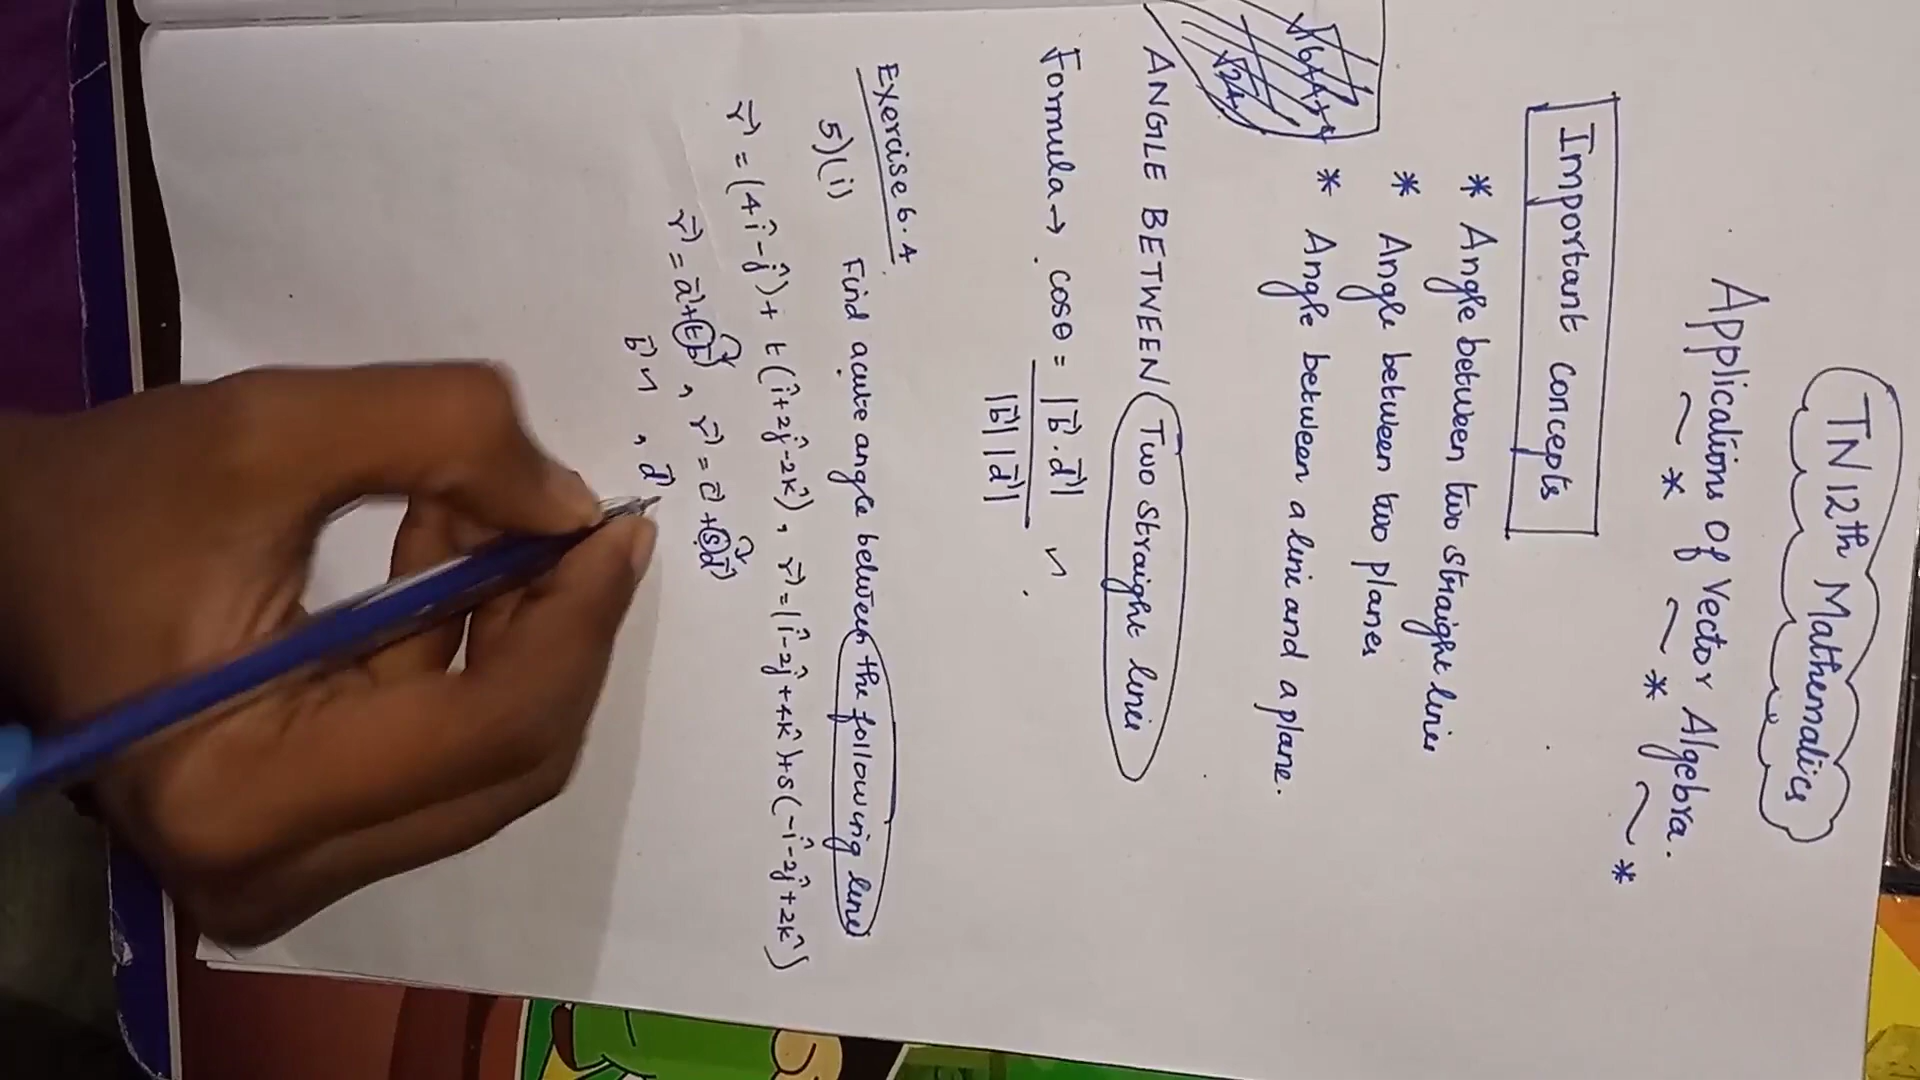 TN 12th Mathematics
Applications Of Vector Algebra.
~ * ~ * ~ *
Important concepts
* Angle between two straight lines
* Angle between two planes
* Angle between a line and a plane.
ANGLE BETWEEN Two straight lines
Formula → cosθ = |b⃗ . d⃗| / |b⃗| |d⃗|
Exercise 6.4
5)(i) Find acute angle between the following lines
r⃗ = (4î - ĵ) + t(î + 2ĵ - 2k̂), r⃗ = (î - 2ĵ + 4k̂) + s(-î - 2ĵ + 2k̂)
r⃗ = a⃗ + tb⃗, r⃗ = c⃗ + sd⃗
b⃗, d⃗